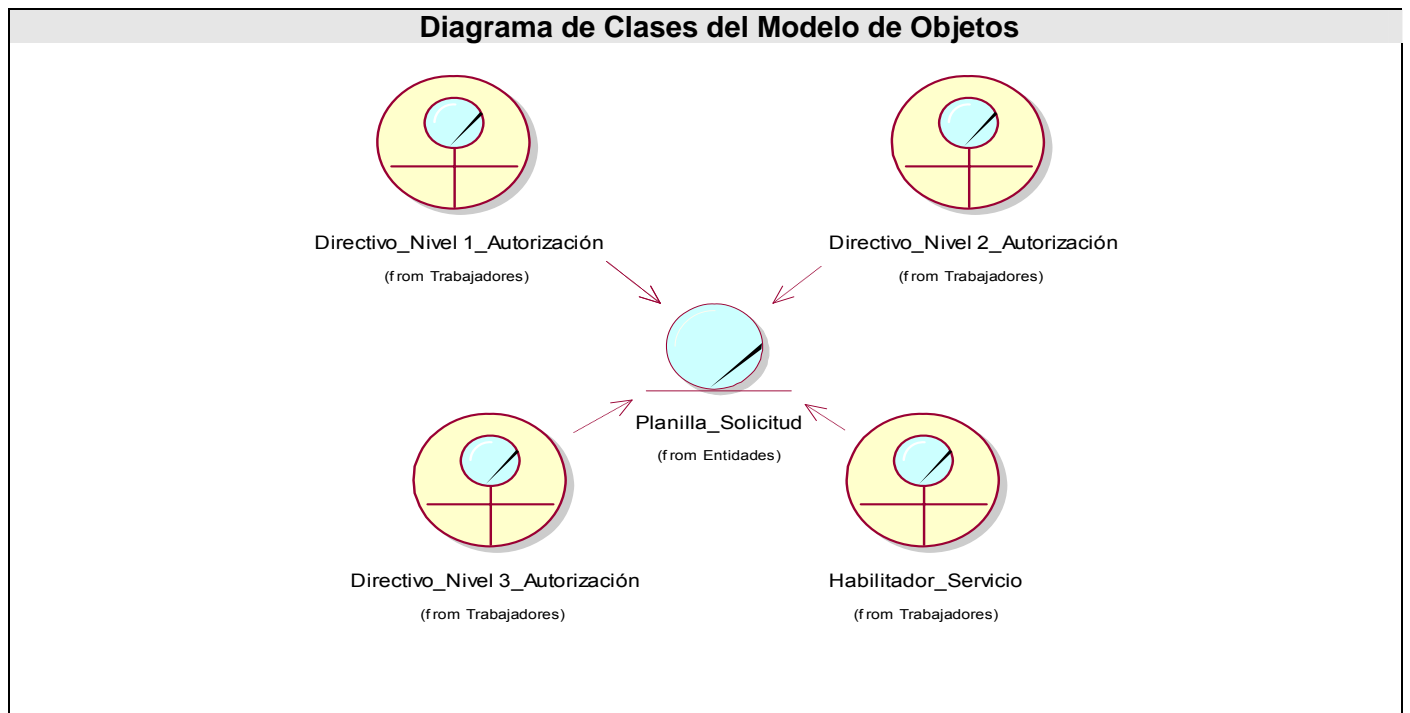 Diagrama de Clases del Modelo de Objetos
Directivo_Nivel 1_Autorización
(from Trabajadores)
Directivo_Nivel 2_Autorización
(from Trabajadores)
Planilla_Solicitud
(from Entidades)
Directivo_Nivel 3_Autorización
(from Trabajadores)
Habilitador_Servicio
(from Trabajadores)